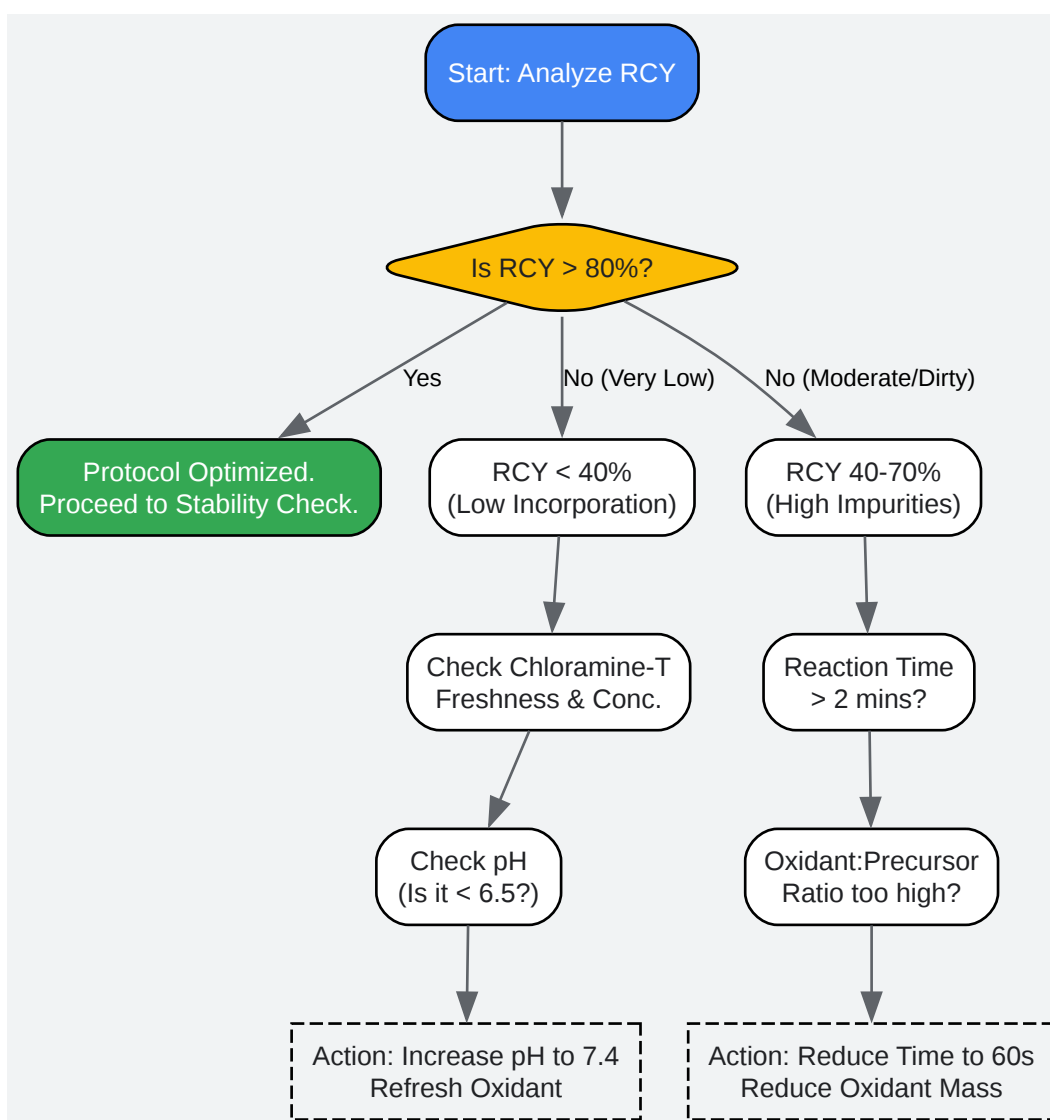 Start: Analyze RCY
Is RCY > 80%?
Yes
No (Very Low)
No (Moderate/Dirty)
Protocol Optimized.
Proceed to Stability Check.
RCY < 40%
(Low Incorporation)
RCY 40-70%
(High Impurities)
Check Chloramine-T
Freshness & Conc.
Reaction Time
> 2 mins?
Check pH
(Is it < 6.5?)
Oxidant:Precursor
Ratio too high?
Action: Increase pH to 7.4
Refresh Oxidant
Action: Reduce Time to 60s
Reduce Oxidant Mass